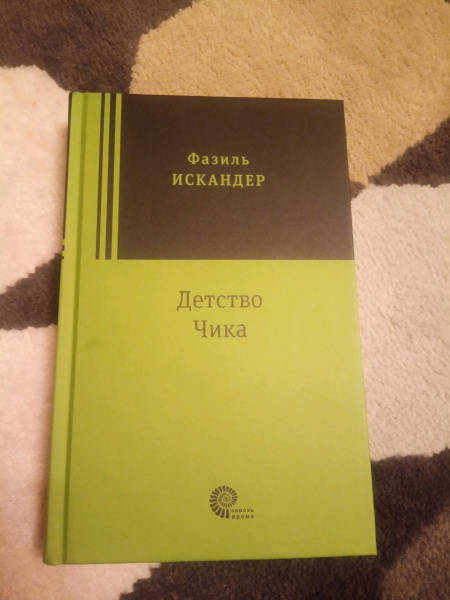 Фазиль
ИСКАНДЕР
Детство
Чика
сквозь
время